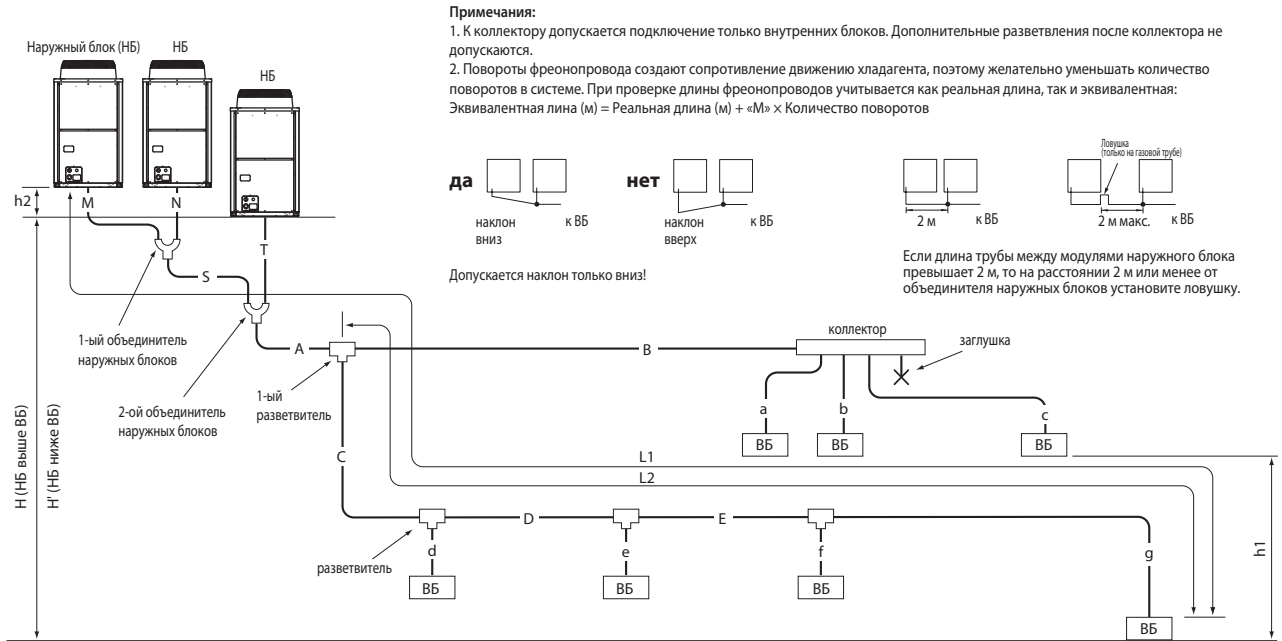 Примечания:
1. К коллектору допускается подключение только внутренних блоков. Дополнительные разветвления после коллектора не
допускаются.
2. Повороты фреонопровода создают сопротивление движению хладагента, поэтому желательно уменьшать количество
поворотов в системе. При проверке длины фреонопроводов учитывается как реальная длина, так и эквивалентная:
Эквивалентная лина (м) = Реальная длина (м) + «М» × Количество поворотов
Наружный блок (НБ)
НБ
НБ
да
наклон
вниз
к ВБ
нет
наклон
вверх
к ВБ
Допускается наклон только вниз!
2 м
к ВБ
Ловушка
(только на газовой трубе)
2 м макс.
к ВБ
Если длина трубы между модулями наружного блока
превышает 2 м, то на расстоянии 2 м или менее от
объединителя наружных блоков установите ловушку.
h2
M
N
T
S
1-ый объединитель
наружных блоков
2-ой объединитель
наружных блоков
A
1-ый
разветвитель
B
коллектор
заглушка
a
b
c
ВБ
ВБ
ВБ
H (НБ выше ВБ)
H' (НБ ниже ВБ)
C
L1
L2
D
E
d
e
f
g
разветвитель
ВБ
ВБ
ВБ
ВБ
h1